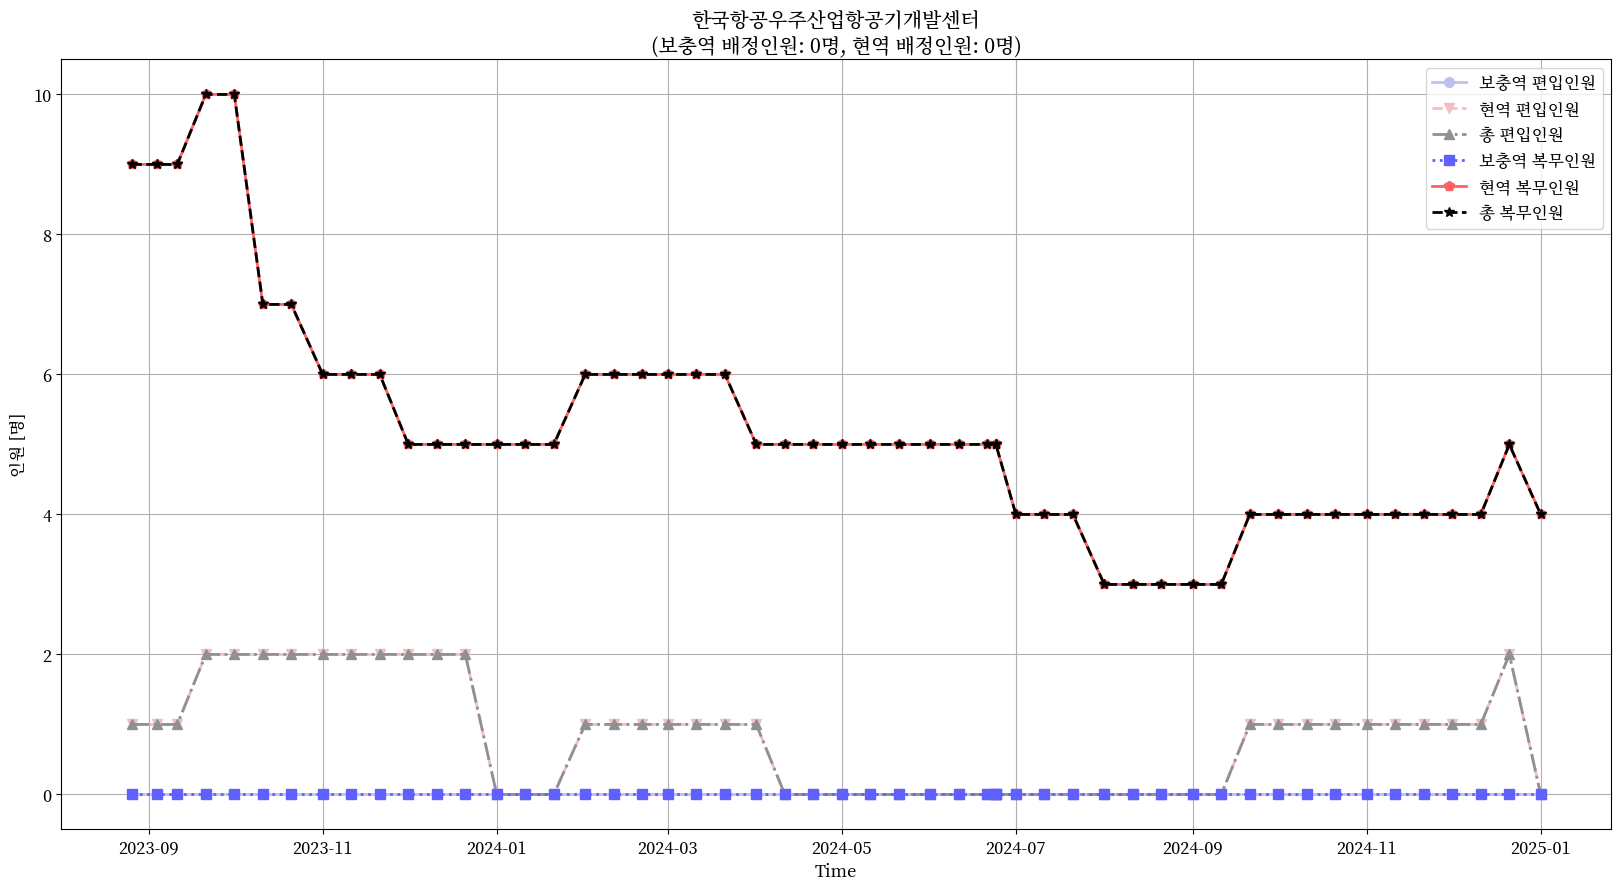 한국항공우주산업항공기개발센터
(보충역 배정인원: 0명, 현역 배정인원: 0명)
보충역 편입인원
현역 편입인원
총 편입인원
보충역 복무인원
현역 복무인원
총 복무인원
인원 [명]
10
8
6
4
2
0
2023-09
2023-11
2024-01
2024-03
2024-05
2024-07
2024-09
2024-11
2025-01
Time